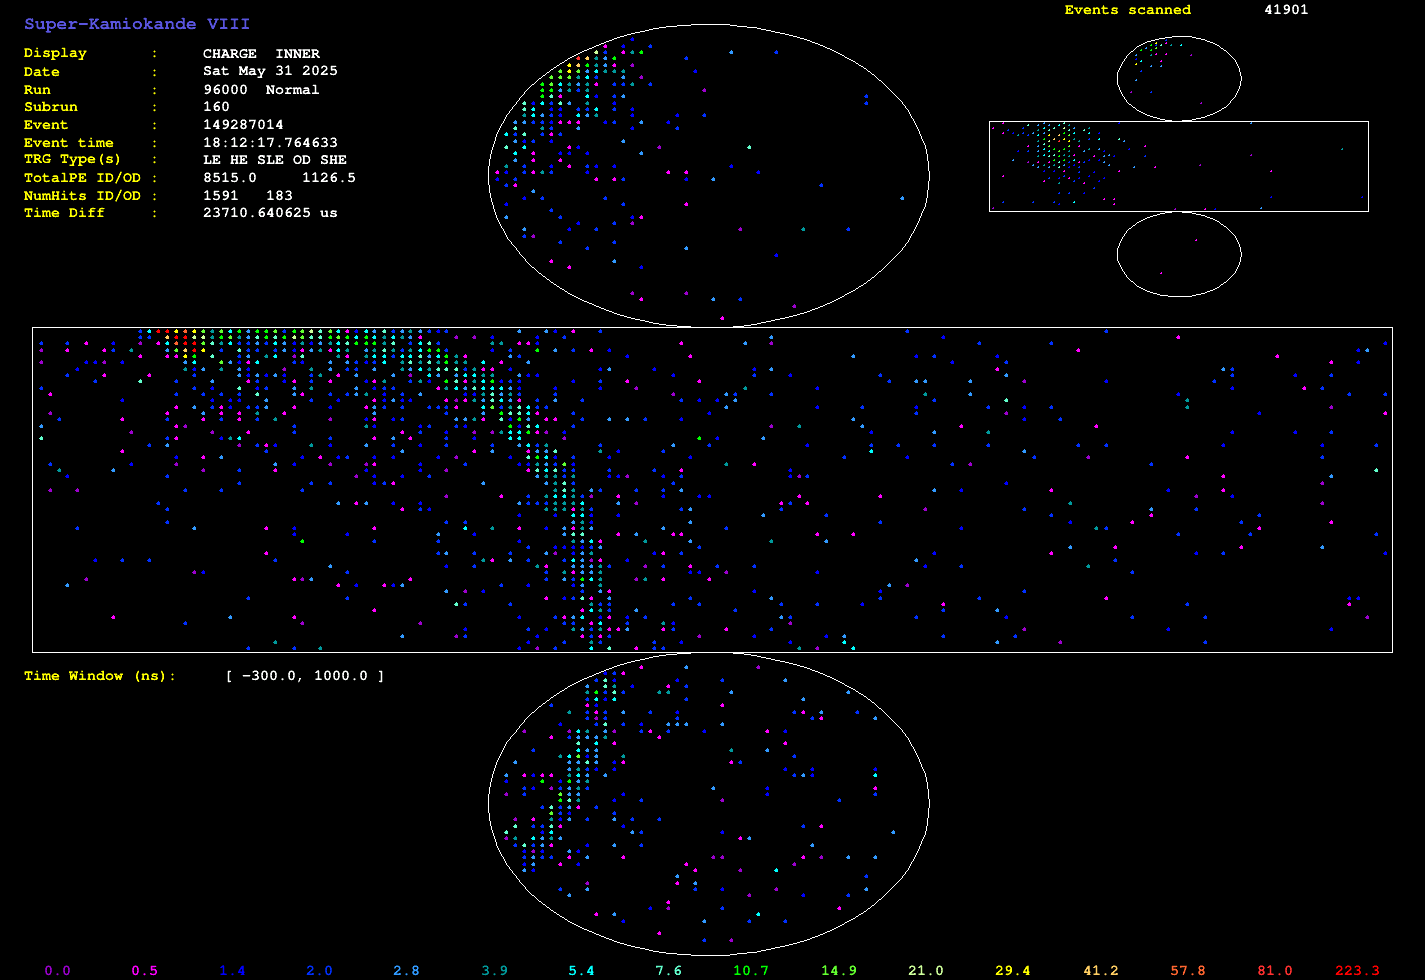 Super-Kamiokande VIII
Events scanned 41901
Display : CHARGE INNER
Date : Sat May 31 2025
Run : 96000 Normal
Subrun : 160
Event : 149287014
Event time : 18:12:17.764633
TRG Type(s) : LE HE SLE OD SHE
TotalPE ID/OD : 8515.0 1126.5
NumHits ID/OD : 1591 183
Time Diff : 23710.640625 us
Time Window (ns): [ -300.0, 1000.0 ]
0.0 0.5 1.4 2.0 2.8 3.9 5.4 7.6 10.7 14.9 21.0 29.4 41.2 57.8 81.0 223.3